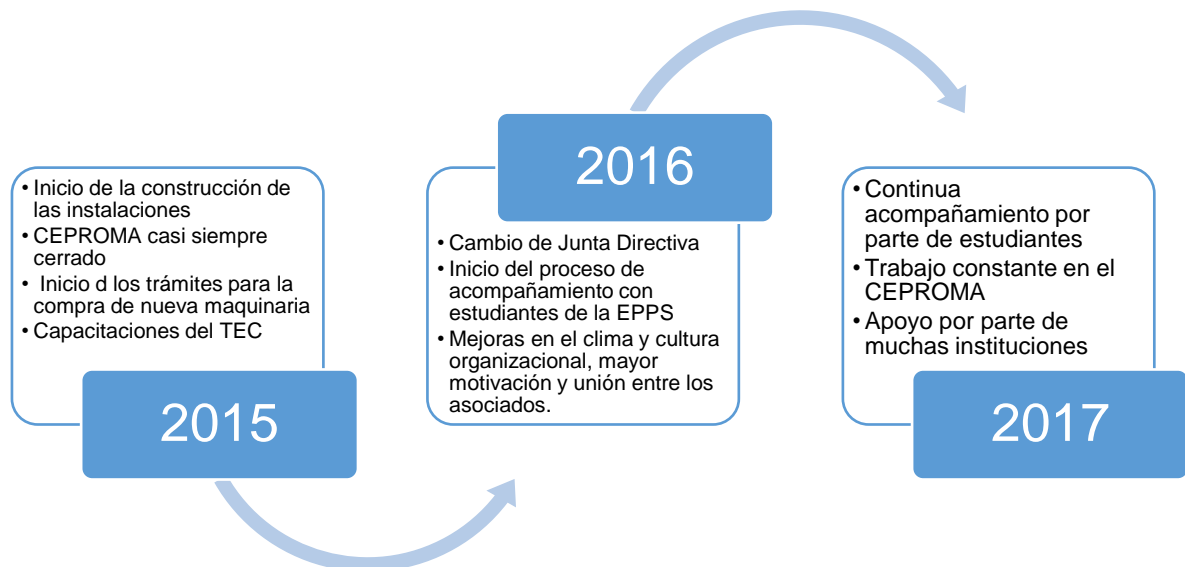 • Inicio de la construcción de
las instalaciones
• CEPROMA casi siempre
cerrado
• Inicio d los trámites para la
compra de nueva maquinaria
• Capacitaciones del TEC
2015
2016
• Cambio de Junta Directiva
• Inicio del proceso de
acompañamiento con
estudiantes de la EPPS
• Mejoras en el clima y cultura
organizacional, mayor
motivación y unión entre los
asociados.
• Continua
acompañamiento por
parte de estudiantes
• Trabajo constante en el
CEPROMA
• Apoyo por parte de
muchas instituciones
2017